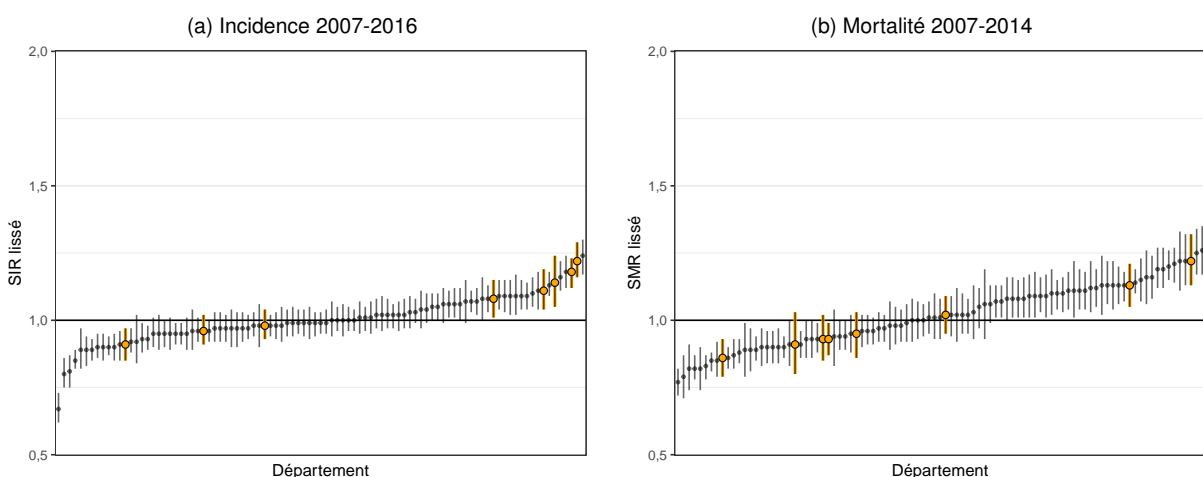 (a) Incidence 2007-2016
2,0
1,5
1,0
0,5
SIR lissé
Département
(b) Mortalité 2007-2014
2,0
1,5
1,0
0,5
SMR lissé
Département